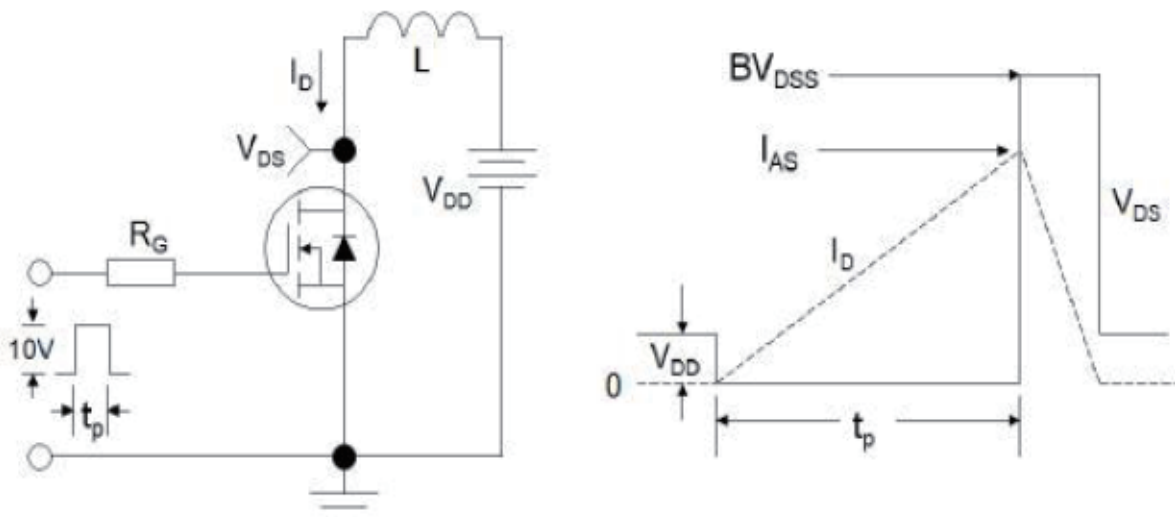 L
I_D
V_DS
V_DD
R_G
10V
t_p
BV_DSS
I_AS
V_DS
I_D
V_DD
0
t_p